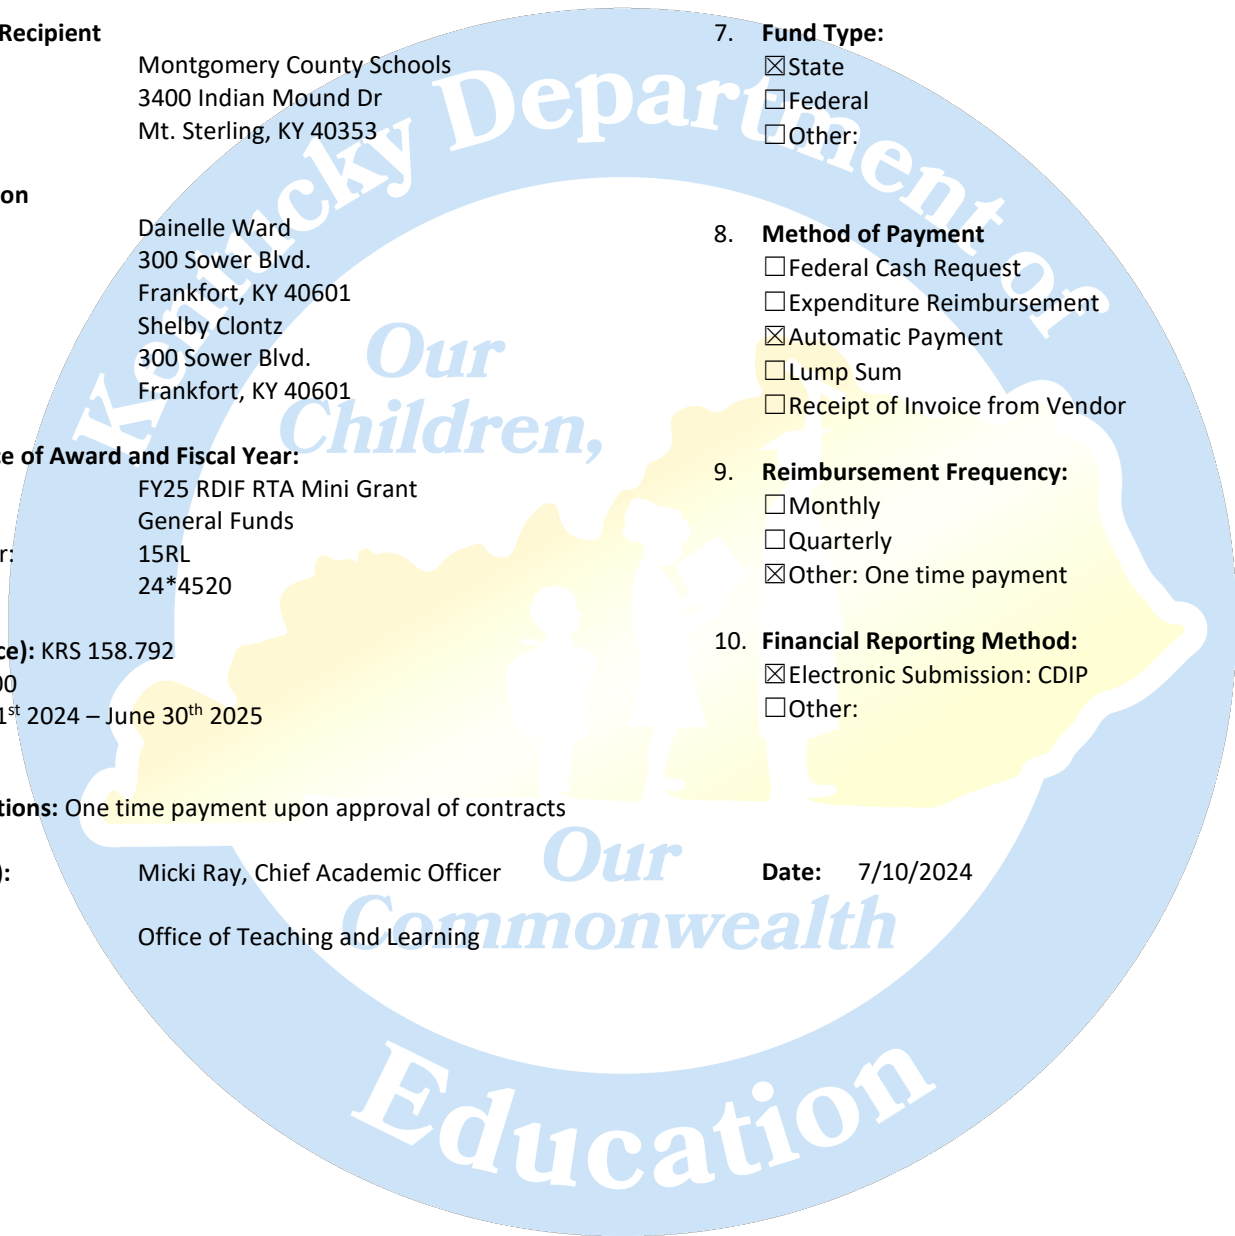 Recipient
Montgomery County Schools
3400 Indian Mound Dr
Mt. Sterling, KY 40353
on
Dainelle Ward
300 Sower Blvd.
Frankfort, KY 40601
Shelby Clontz
300 Sower Blvd.
Frankfort, KY 40601
ce of Award and Fiscal Year:
FY25 RDIF RTA Mini Grant
General Funds
r: 15RL
24*4520
ce): KRS 158.792
00
1st 2024 – June 30th 2025
tions: One time payment upon approval of contracts
): Micki Ray, Chief Academic Officer
Office of Teaching and Learning
7. Fund Type:
☒State
☐Federal
☐Other:
8. Method of Payment
☐Federal Cash Request
☐Expenditure Reimbursement
☒Automatic Payment
☐Lump Sum
☐Receipt of Invoice from Vendor
9. Reimbursement Frequency:
☐Monthly
☐Quarterly
☒Other: One time payment
10. Financial Reporting Method:
☒Electronic Submission: CDIP
☐Other:
Date: 7/10/2024
Kentucky Department of
Education
Our
Children,
Our
Commonwealth